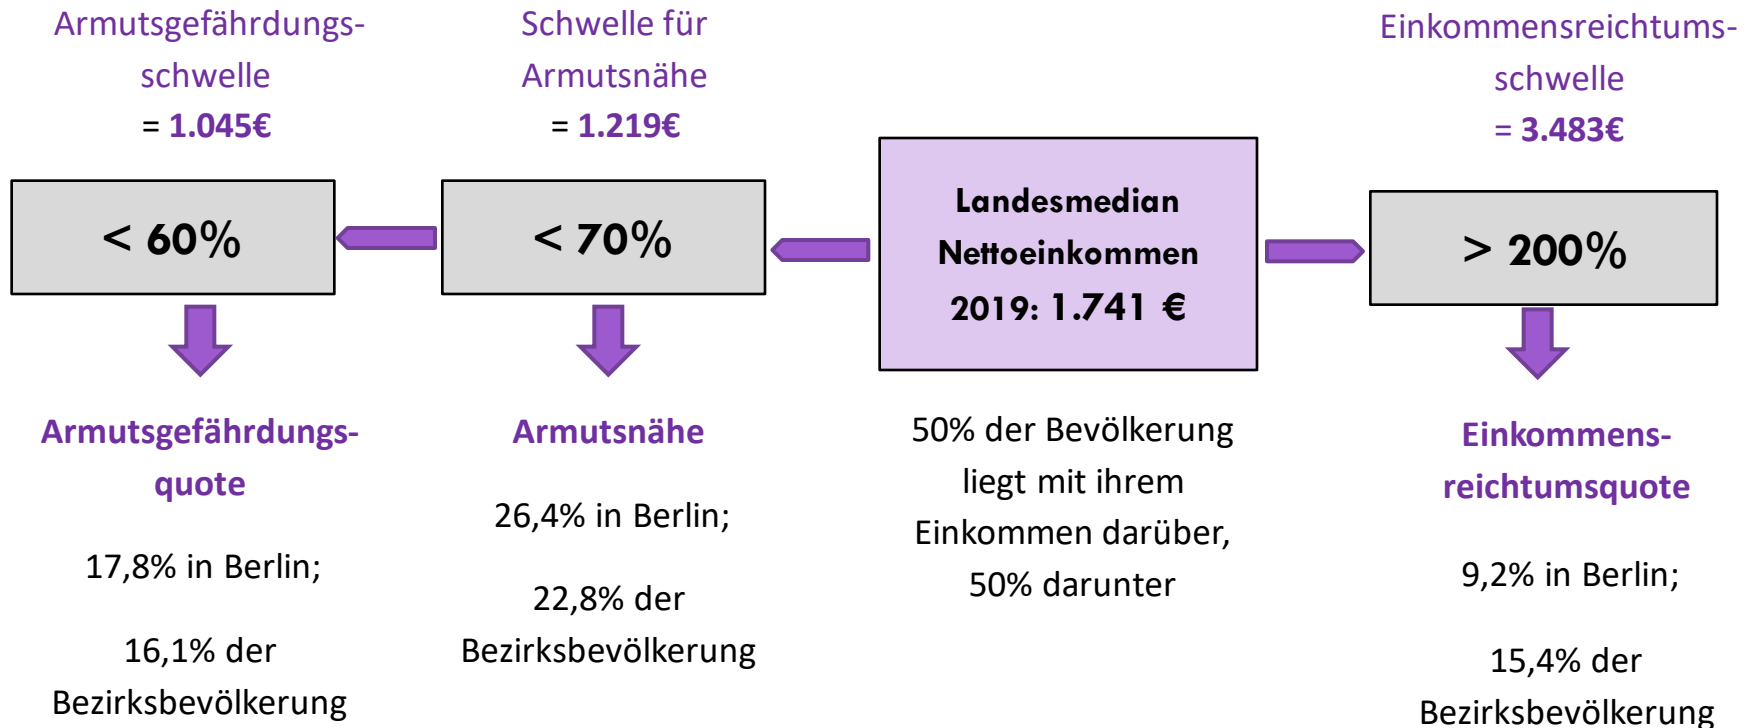 Armutsgefährdungs-
schwelle
= 1.045€
< 60%
Armutsgefährdungs-
quote
17,8% in Berlin;
16,1% der
Bezirksbevölkerung
Schwelle für
Armutsnähe
= 1.219€
< 70%
Armutsnähe
26,4% in Berlin;
22,8% der
Bezirksbevölkerung
Landesmedian
Nettoeinkommen
2019: 1.741 €
50% der Bevölkerung
liegt mit ihrem
Einkommen darüber,
50% darunter
Einkommensreichtums-
schwelle
= 3.483€
> 200%
Einkommens-
reichtumsquote
9,2% in Berlin;
15,4% der
Bezirksbevölkerung